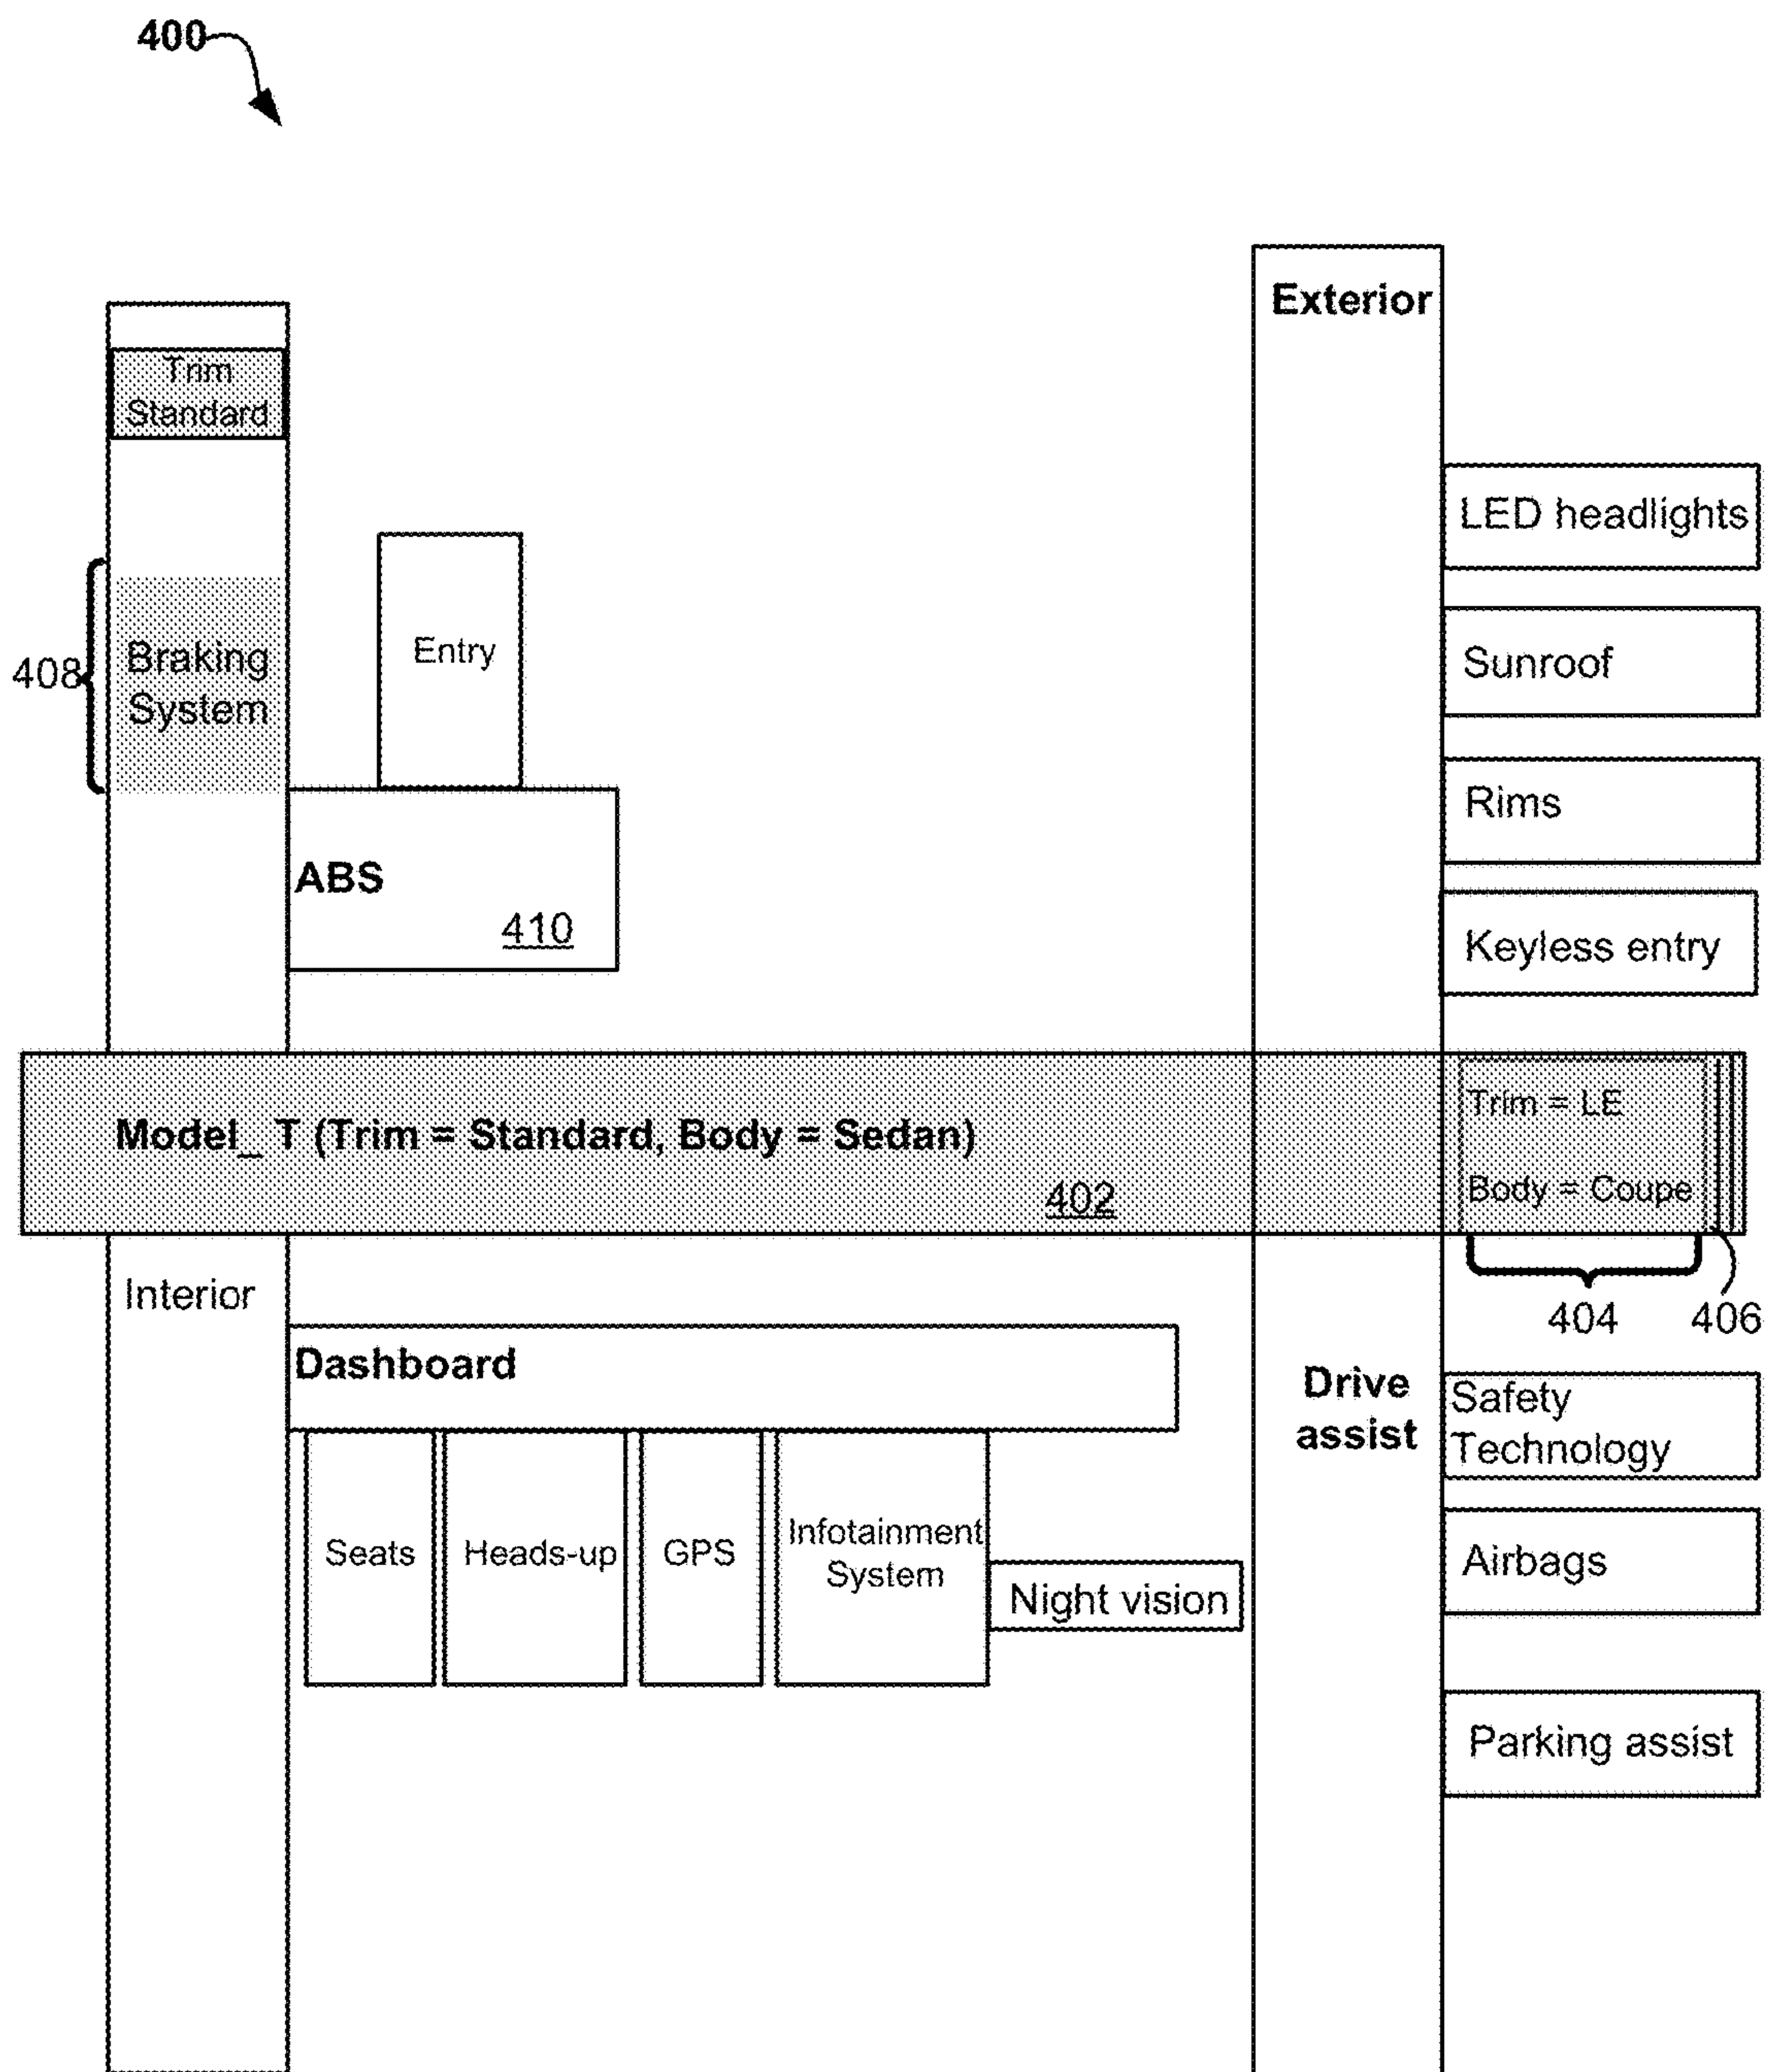 400
Exterior
Trim
Standard
LED headlights
Entry
Sunroof
408
Braking
System
Rims
ABS
410
Keyless entry
Model_ T (Trim = Standard, Body = Sedan)
402
Trim = LE
Body = Coupe
404
406
Interior
Dashboard
Drive
assist
Safety
Technology
Seats
Heads-up
GPS
Infotainment
System
Night vision
Airbags
Parking assist